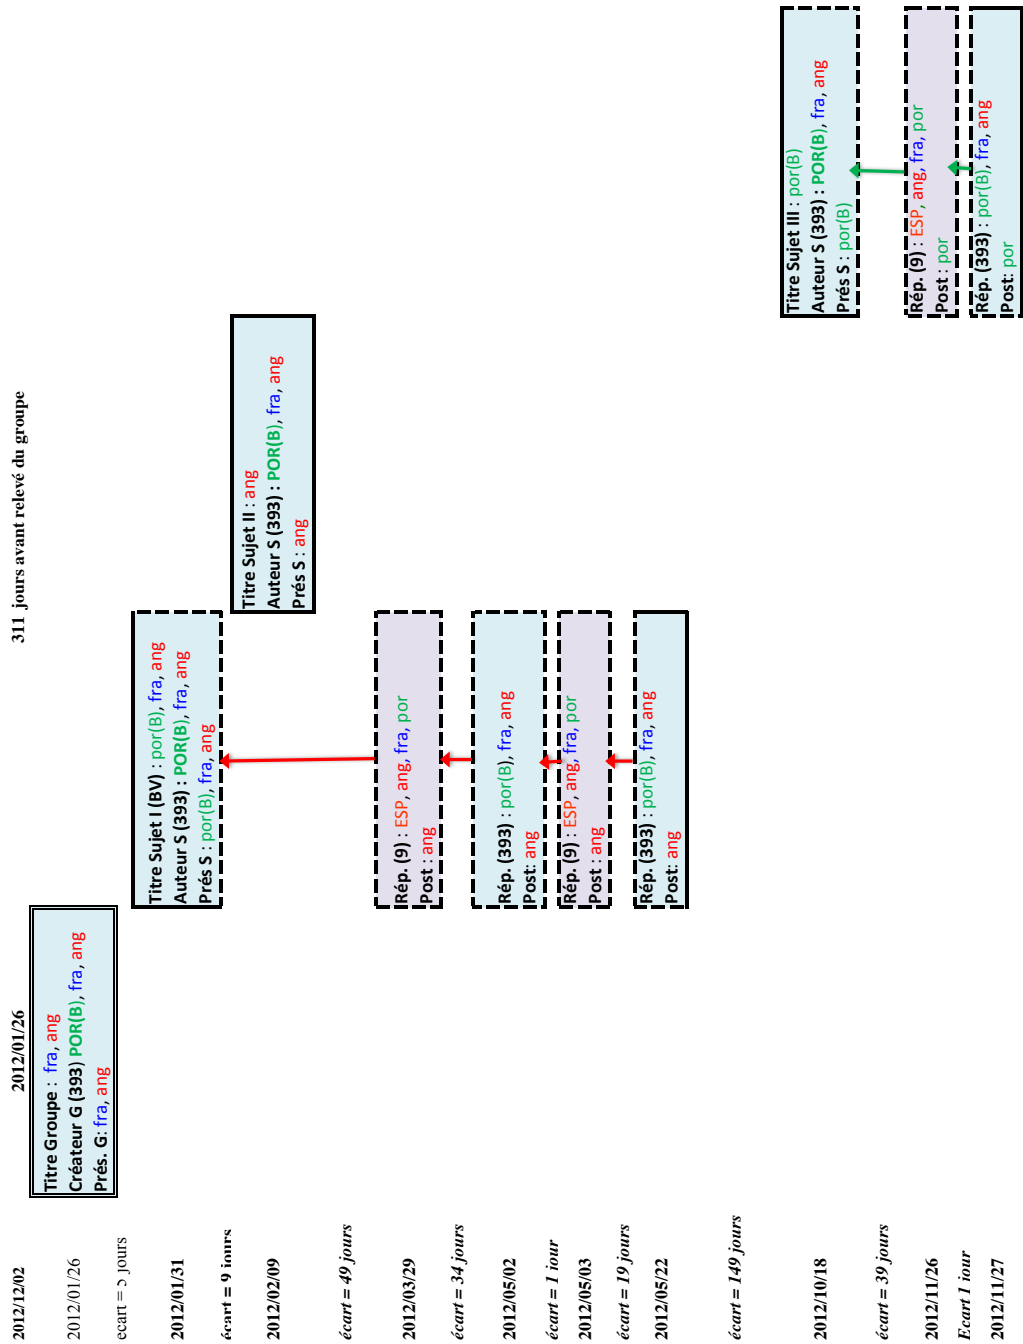 2012/12/02
2012/01/26
311 jours avant relevé du groupe
2012/01/26
Titre Groupe : fra, ang
Créateur G (393) POR(B), fra, ang
Prés. G: fra, ang
écart = 5 jours
2012/01/31
Titre Sujet I (BV) : por(B), fra, ang
Auteur S (393) : POR(B), fra, ang
Prés S : por(B), fra, ang
écart = 9 jours
2012/02/09
Titre Sujet II : ang
Auteur S (393) : POR(B), fra, ang
Prés S : ang
écart = 49 jours
2012/03/29
Rép. (9) : ESP, ang, fra, por
Post : ang
écart = 34 jours
2012/05/02
Rép. (393) : por(B), fra, ang
Post: ang
écart = 1 jour
2012/05/03
Rép. (9) : ESP, ang, fra, por
Post : ang
écart = 19 jours
2012/05/22
Rép. (393) : por(B), fra, ang
Post: ang
écart = 149 jours
2012/10/18
Titre Sujet III : por(B)
Auteur S (393) : POR(B), fra, ang
Prés S : por(B)
écart = 39 jours
2012/11/26
Rép. (9) : ESP, ang, fra, por
Post : por
Ecart 1 jour
2012/11/27
Rép. (393) : por(B), fra, ang
Post: por